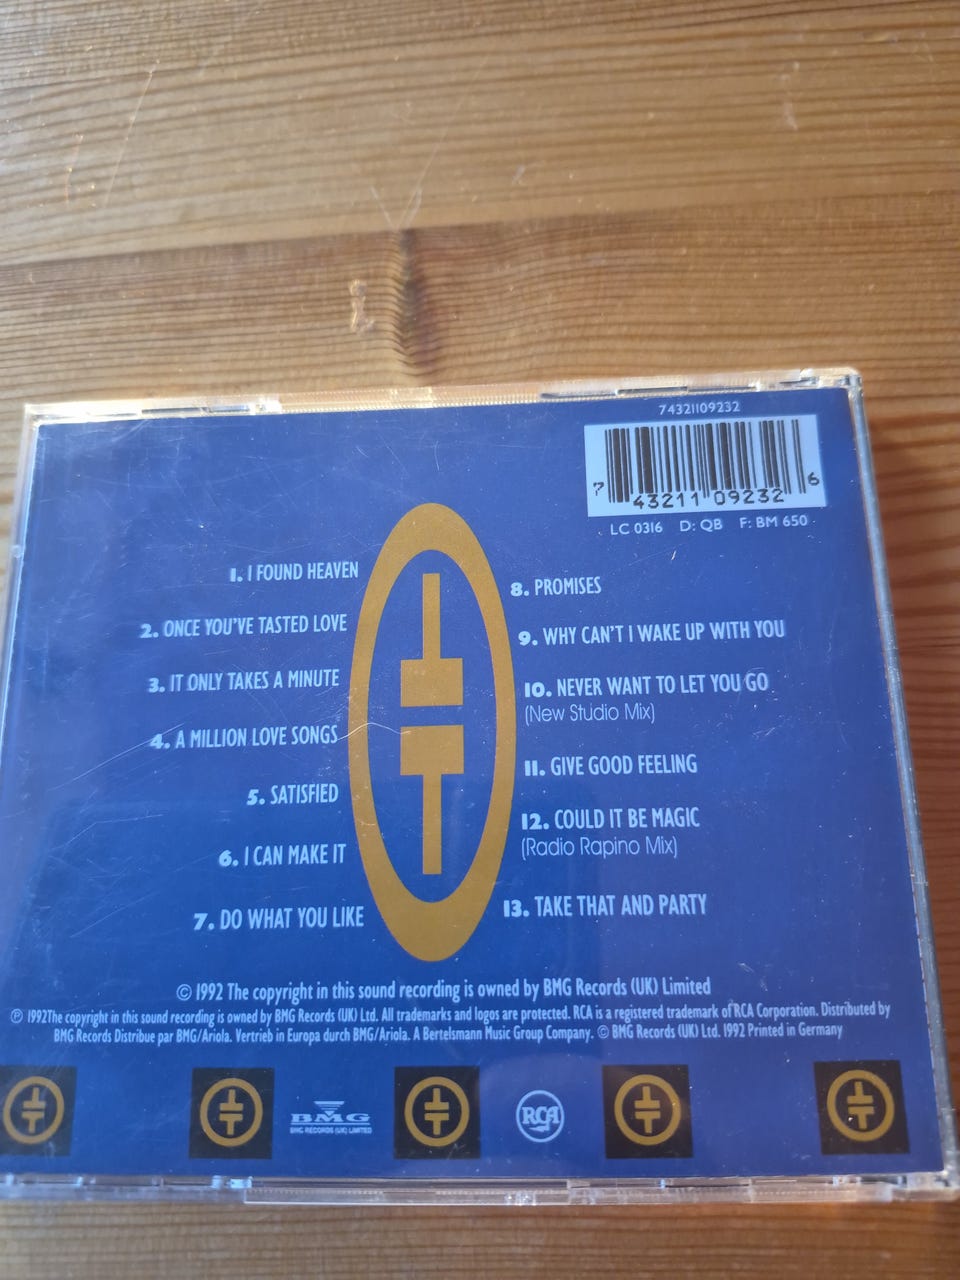 74321109232
7 43211 09232 6
LC 0316 D: QB F: BM 650
1. I FOUND HEAVEN
2. ONCE YOU'VE TASTED LOVE
3. IT ONLY TAKES A MINUTE
4. A MILLION LOVE SONGS
5. SATISFIED
6. I CAN MAKE IT
7. DO WHAT YOU LIKE
8. PROMISES
9. WHY CAN'T I WAKE UP WITH YOU
10. NEVER WANT TO LET YOU GO
(New Studio Mix)
11. GIVE GOOD FEELING
12. COULD IT BE MAGIC
(Radio Rapino Mix)
13. TAKE THAT AND PARTY
© 1992 The copyright in this sound recording is owned by BMG Records (UK) Limited
℗ 1992The copyright in this sound recording is owned by BMG Records (UK) Ltd. All trademarks and logos are protected. RCA is a registered trademark of RCA Corporation. Distributed by
BMG Records Distribue par BMG/Ariola. Vertrieb in Europa durch BMG/Ariola. A Bertelsmann Music Group Company. © BMG Records (UK) Ltd. 1992 Printed in Germany
BMG
BMG RECORDS (UK) LIMITED
RCA